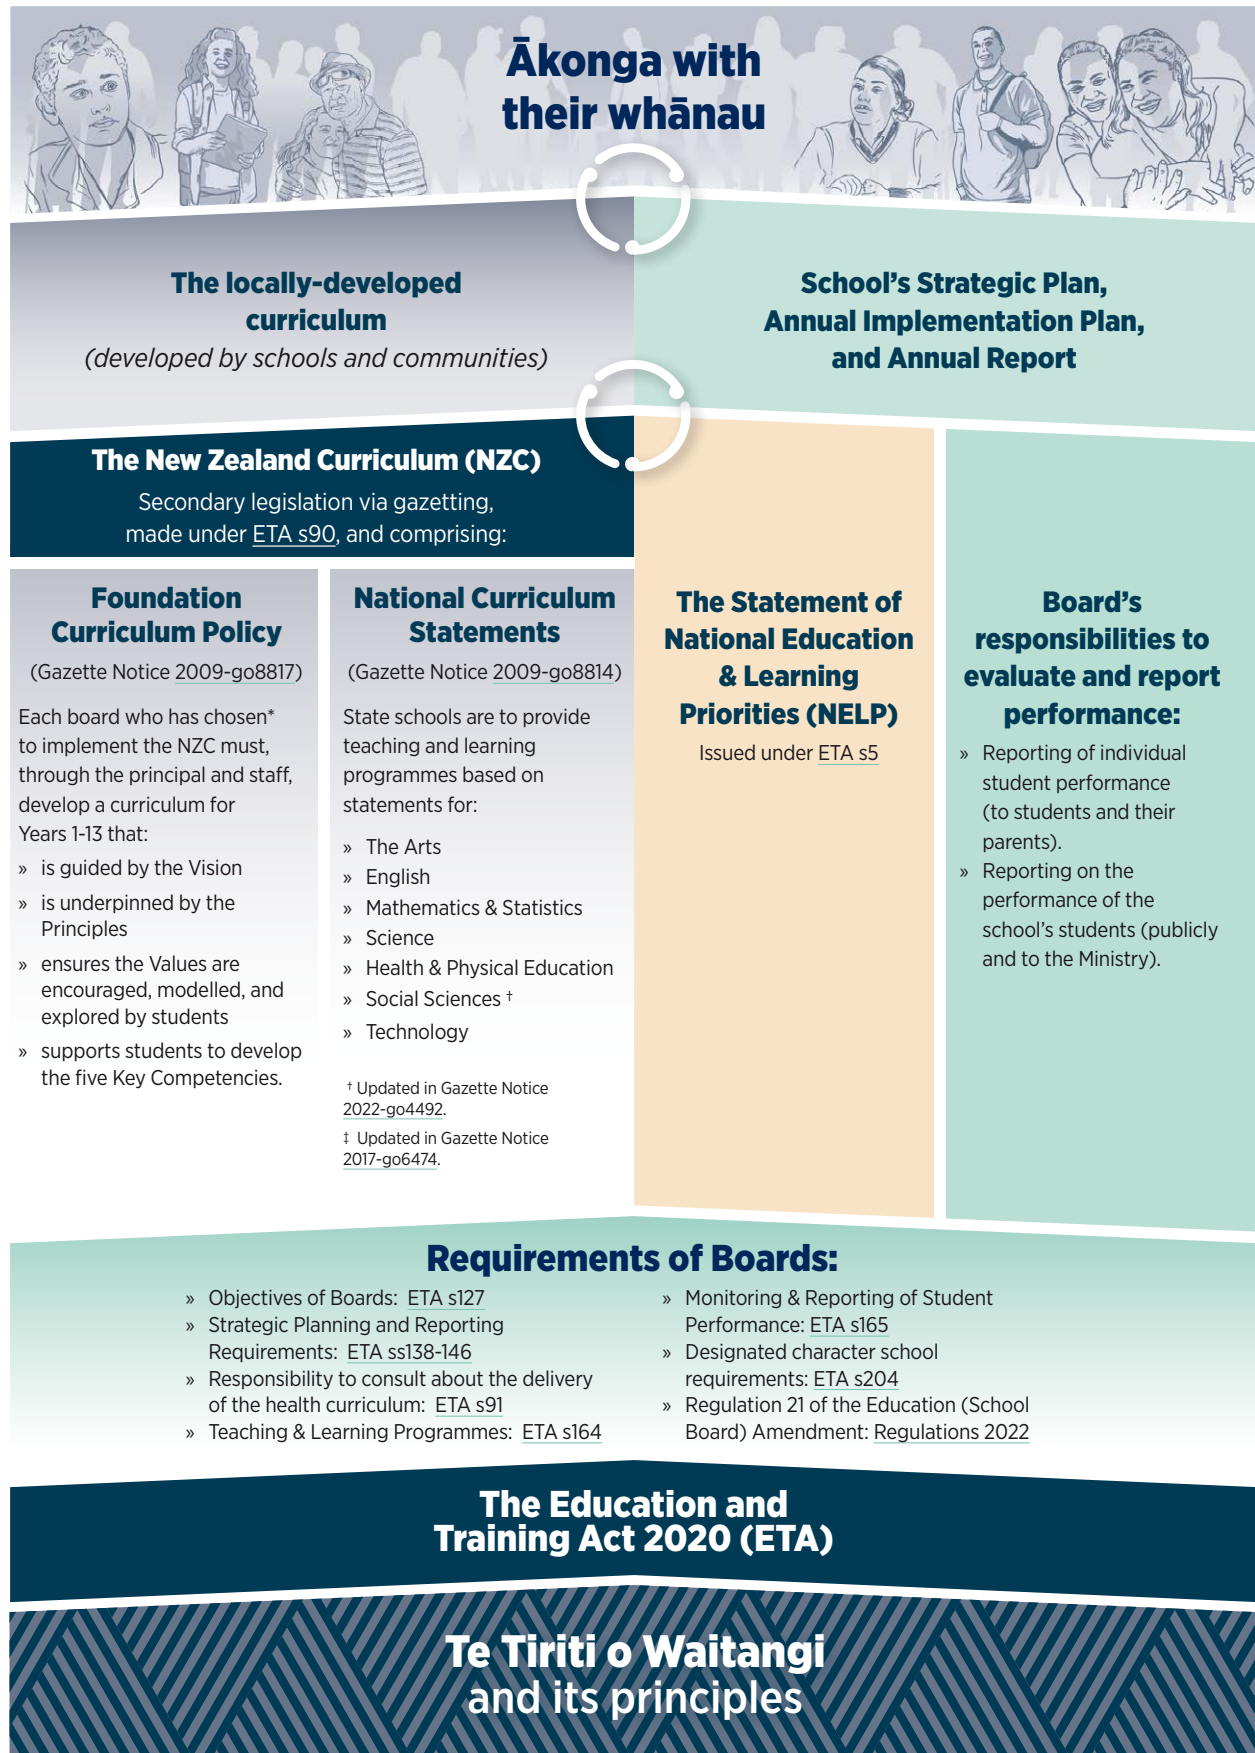 Ākonga with
their whānau
The locally-developed
curriculum
(developed by schools and communities)
School's Strategic Plan,
Annual Implementation Plan,
and Annual Report
The New Zealand Curriculum (NZC)
Secondary legislation via gazetting,
made under ETA s90, and comprising:
Foundation
Curriculum Policy
(Gazette Notice 2009-go8817)
Each board who has chosen*
to implement the NZC must,
through the principal and staff,
develop a curriculum for
Years 1-13 that:
» is guided by the Vision
» is underpinned by the
Principles
» ensures the Values are
encouraged, modelled, and
explored by students
» supports students to develop
the five Key Competencies.
National Curriculum
Statements
(Gazette Notice 2009-go8814)
State schools are to provide
teaching and learning
programmes based on
statements for:
» The Arts
» English
» Mathematics & Statistics
» Science
» Health & Physical Education
» Social Sciences †
» Technology
† Updated in Gazette Notice
2022-go4492.
‡ Updated in Gazette Notice
2017-go6474.
The Statement of
National Education
& Learning
Priorities (NELP)
Issued under ETA s5
Board's
responsibilities to
evaluate and report
performance:
» Reporting of individual
student performance
(to students and their
parents).
» Reporting on the
performance of the
school's students (publicly
and to the Ministry).
Requirements of Boards:
» Objectives of Boards: ETA s127
» Strategic Planning and Reporting
Requirements: ETA ss138-146
» Responsibility to consult about the delivery
of the health curriculum: ETA s91
» Teaching & Learning Programmes: ETA s164
» Monitoring & Reporting of Student
Performance: ETA s165
» Designated character school
requirements: ETA s204
» Regulation 21 of the Education (School
Board) Amendment: Regulations 2022
The Education and
Training Act 2020 (ETA)
Te Tiriti o Waitangi
and its principles